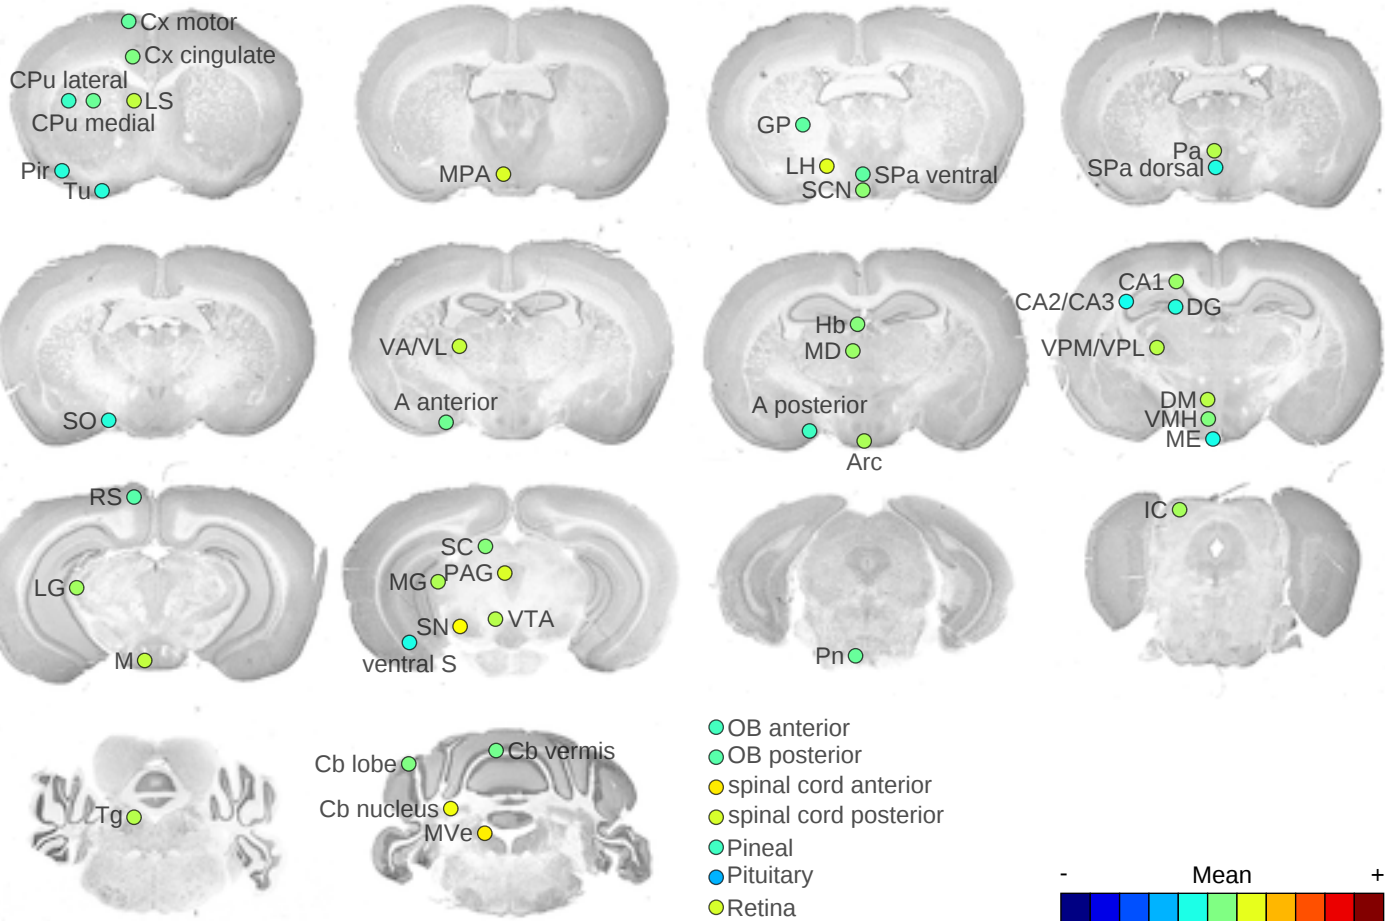 Cx motor
Cx cingulate
CPu lateral
LS
CPu medial
Pir
Tu
MPA
GP
LH
SPa ventral
SCN
Pa
SPa dorsal
SO
VA/VL
A anterior
Hb
MD
A posterior
Arc
CA1
CA2/CA3
DG
VPM/VPL
DM
VMH
ME
RS
LG
M
SC
MG
PAG
SN
VTA
ventral S
Pn
IC
Tg
Cb lobe
Cb vermis
Cb nucleus
MVe
OB anterior
OB posterior
spinal cord anterior
spinal cord posterior
Pineal
Pituitary
Retina
- Mean +